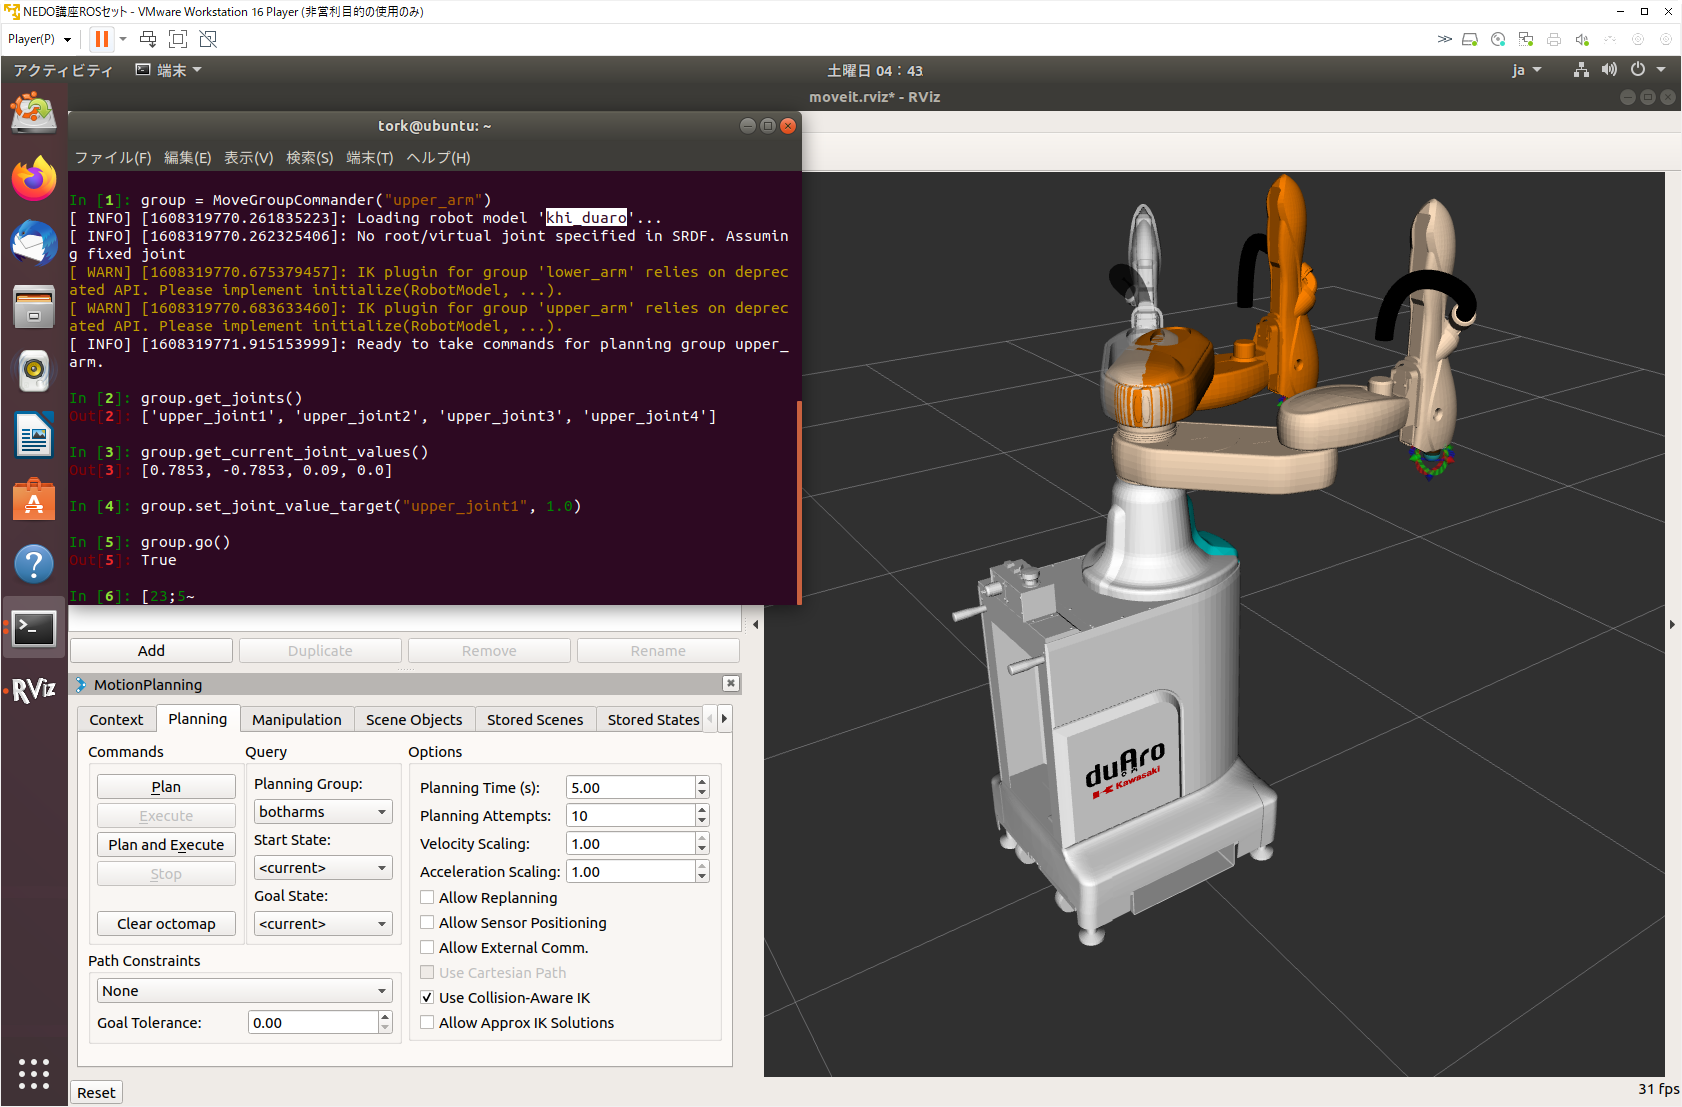 NEDO講座ROSセット - VMware Workstation 16 Player (非営利目的の使用のみ)
Player(P)
アクティビティ
端末
土曜日 04：43
ja
moveit.rviz* - RViz
tork@ubuntu: ~
ファイル(F) 編集(E) 表示(V) 検索(S) 端末(T) ヘルプ(H)
In [1]: group = MoveGroupCommander("upper_arm")
[ INFO] [1608319770.261835223]: Loading robot model 'khi_duaro'...
[ INFO] [1608319770.262325406]: No root/virtual joint specified in SRDF. Assumin
g fixed joint
[ WARN] [1608319770.675379457]: IK plugin for group 'lower_arm' relies on deprec
ated API. Please implement initialize(RobotModel, ...).
[ WARN] [1608319770.683633460]: IK plugin for group 'upper_arm' relies on deprec
ated API. Please implement initialize(RobotModel, ...).
[ INFO] [1608319771.915153999]: Ready to take commands for planning group upper_
arm.
In [2]: group.get_joints()
Out[2]: ['upper_joint1', 'upper_joint2', 'upper_joint3', 'upper_joint4']
In [3]: group.get_current_joint_values()
Out[3]: [0.7853, -0.7853, 0.09, 0.0]
In [4]: group.set_joint_value_target("upper_joint1", 1.0)
In [5]: group.go()
Out[5]: True
In [6]: [23;5~
Add
Duplicate
Remove
Rename
RViz
MotionPlanning
Context
Planning
Manipulation
Scene Objects
Stored Scenes
Stored States
Commands
Plan
Execute
Plan and Execute
Stop
Clear octomap
Query
Planning Group:
botharms
Start State:
<current>
Goal State:
<current>
Options
Planning Time (s): 5.00
Planning Attempts: 10
Velocity Scaling: 1.00
Acceleration Scaling: 1.00
Allow Replanning
Allow Sensor Positioning
Allow External Comm.
Use Cartesian Path
Use Collision-Aware IK
Allow Approx IK Solutions
Path Constraints
None
Goal Tolerance: 0.00
Reset
duAro
Kawasaki
31 fps